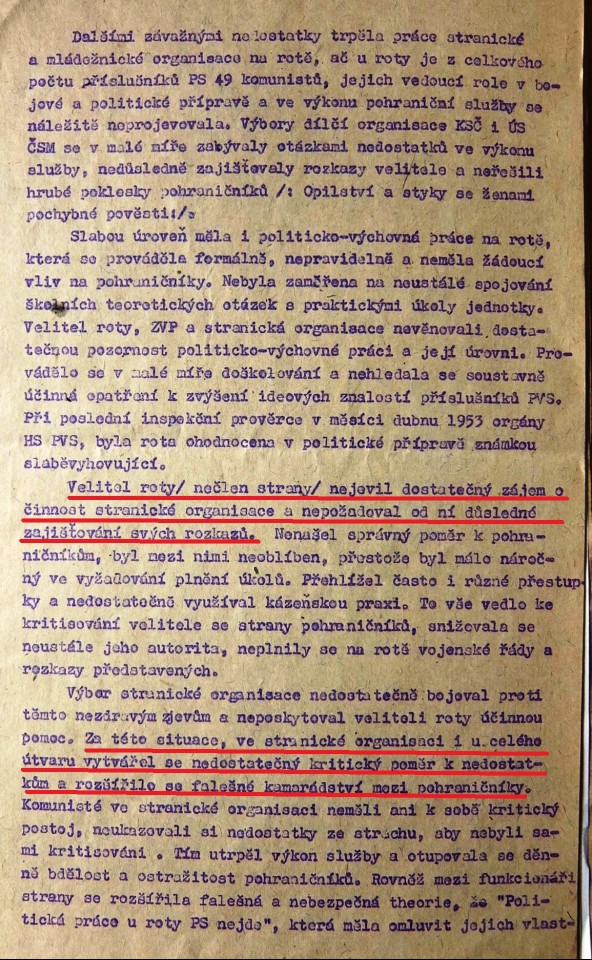 Dalšími závažnými nedostatky trpěla práce stranické
a mládežnické organisace na rotě, ač u roty je z celkového
počtu příslušníků PS 49 komunistů, jejich vedoucí role v bo-
jové a politické přípravě a ve výkonu pohraniční služby se
náležitě neprojevovala. Výbory dílčí organisace KSČ i ÚS
ČSM se v malé míře zabývaly otázkami nedostatků ve výkonu
služby, nedůsledně zajišťovaly rozkazy velitele a neřešili
hrubé poklesky pohraničníků /: Opilství a styky se ženami
pochybné pověsti:/.
Slabou úroveň měla i politicko-výchovná práce na rotě,
která se prováděla formálně, nepravidelně a neměla žádoucí
vliv na pohraničníky. Nebyla zaměřena na neustálé spojování
školních teoretických otázek s praktickými úkoly jednotky.
Velitel roty, ZVP a stranická organisace nevěnovali dosta-
tečnou pozornost politicko-výchovné práci a její úrovni. Pro-
vádělo se v malé míře doškolování a nehledala se soustavně
účinná opatření k zvýšení ideových znalostí příslušníků PVS.
Při poslední inspekční prověrce v měsíci dubnu 1953 orgány
HS PVS, byla rota ohodnocena v politické přípravě známkou
slaběvyhovující.
Velitel roty/ nečlen strany/ nejevil dostatečný zájem o
činnost stranické organisace a nepožadoval od ní důsledné
zajišťování svých rozkazů. Nenašel správný poměr k pohra-
ničníkům, byl mezi nimi neoblíben, přestože byl málo nároč-
ný ve vyžadování plnění úkolů. Přehlížel často i různé přestup-
ky a nedostatečně využíval kázeňskou praxi. To vše vedlo ke
kritisování velitele se strany pohraničníků, snižovala se
neustále jeho autorita, neplnily se na rotě vojenské řády a
rozkazy představených.
Výbor stranické organisace nedostatečně bojoval proti
těmto nezdravým zjevům a neposkytoval veliteli roty účinnou
pomoc. Za této situace, ve stranické organisaci i u celého
útvaru vytvářel se nedostatečný kritický poměr k nedostat-
kům a rozšířilo se falešné kamarádství mezi pohraničníky.
Komunisté ve stranické organisaci neměli ani k sobě kritický
postoj, neukazovali si nedostatky ze strachu, aby nebyli sa-
mi kritisováni . Tím utrpěl výkon služby a otupovala se děn-
ně bdělost a ostražitost pohraničníků. Rovněž mezi funkcionáři
strany se rozšířila falešná a nebezpečná theorie, že "Poli-
tická práce u roty PS nejde", která měla omluvit jejich vlast-